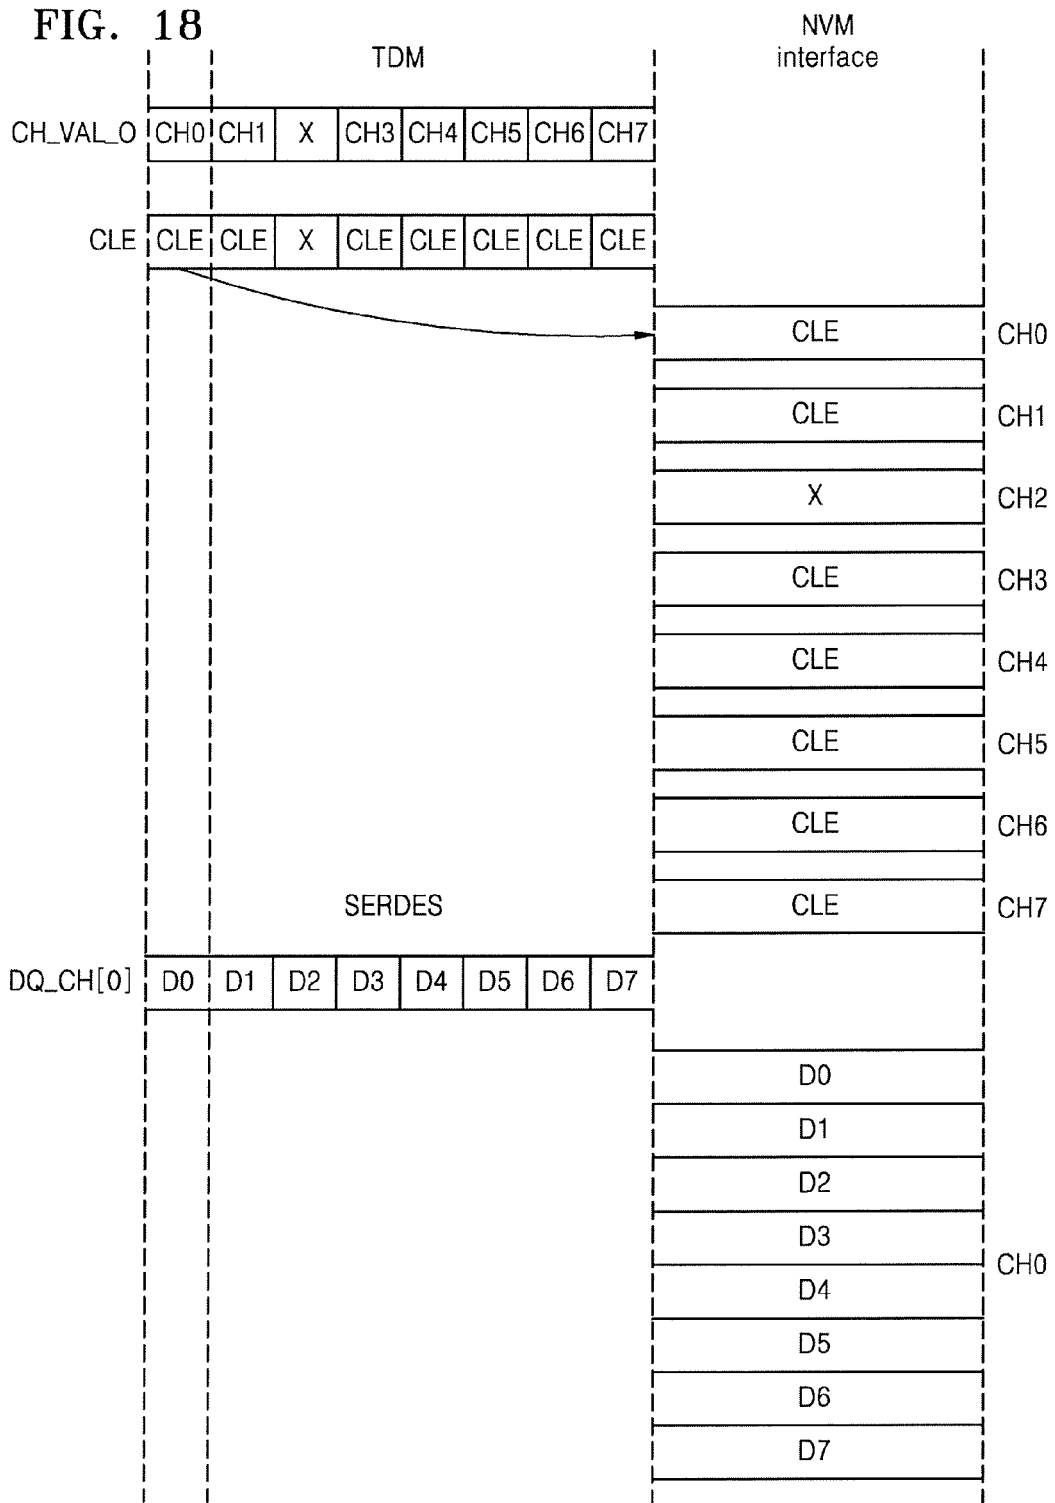 FIG. 18
TDM
NVM
interface
CH_VAL_O CH0 CH1 X CH3 CH4 CH5 CH6 CH7
CLE CLE CLE X CLE CLE CLE CLE CLE
CLE CH0
CLE CH1
X CH2
CLE CH3
CLE CH4
CLE CH5
CLE CH6
SERDES
CLE CH7
DQ_CH[0] D0 D1 D2 D3 D4 D5 D6 D7
D0
D1
D2
D3
CH0
D4
D5
D6
D7